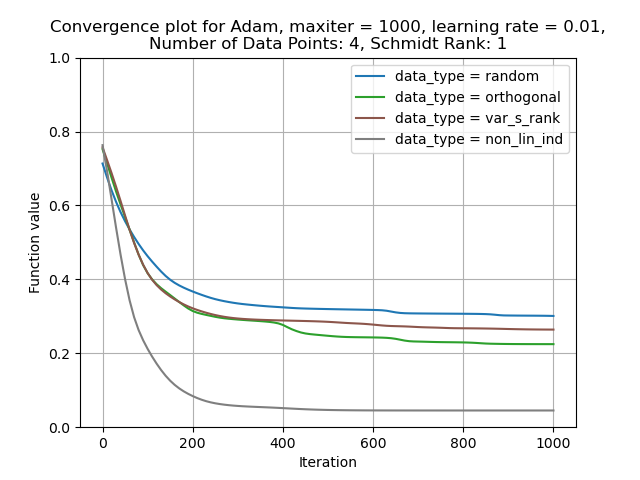 Convergence plot for Adam, maxiter = 1000, learning rate = 0.01,
Number of Data Points: 4, Schmidt Rank: 1
data_type = random
data_type = orthogonal
data_type = var_s_rank
data_type = non_lin_ind
Function value
1.0
0.8
0.6
0.4
0.2
0.0
0 200 400 600 800 1000
Iteration